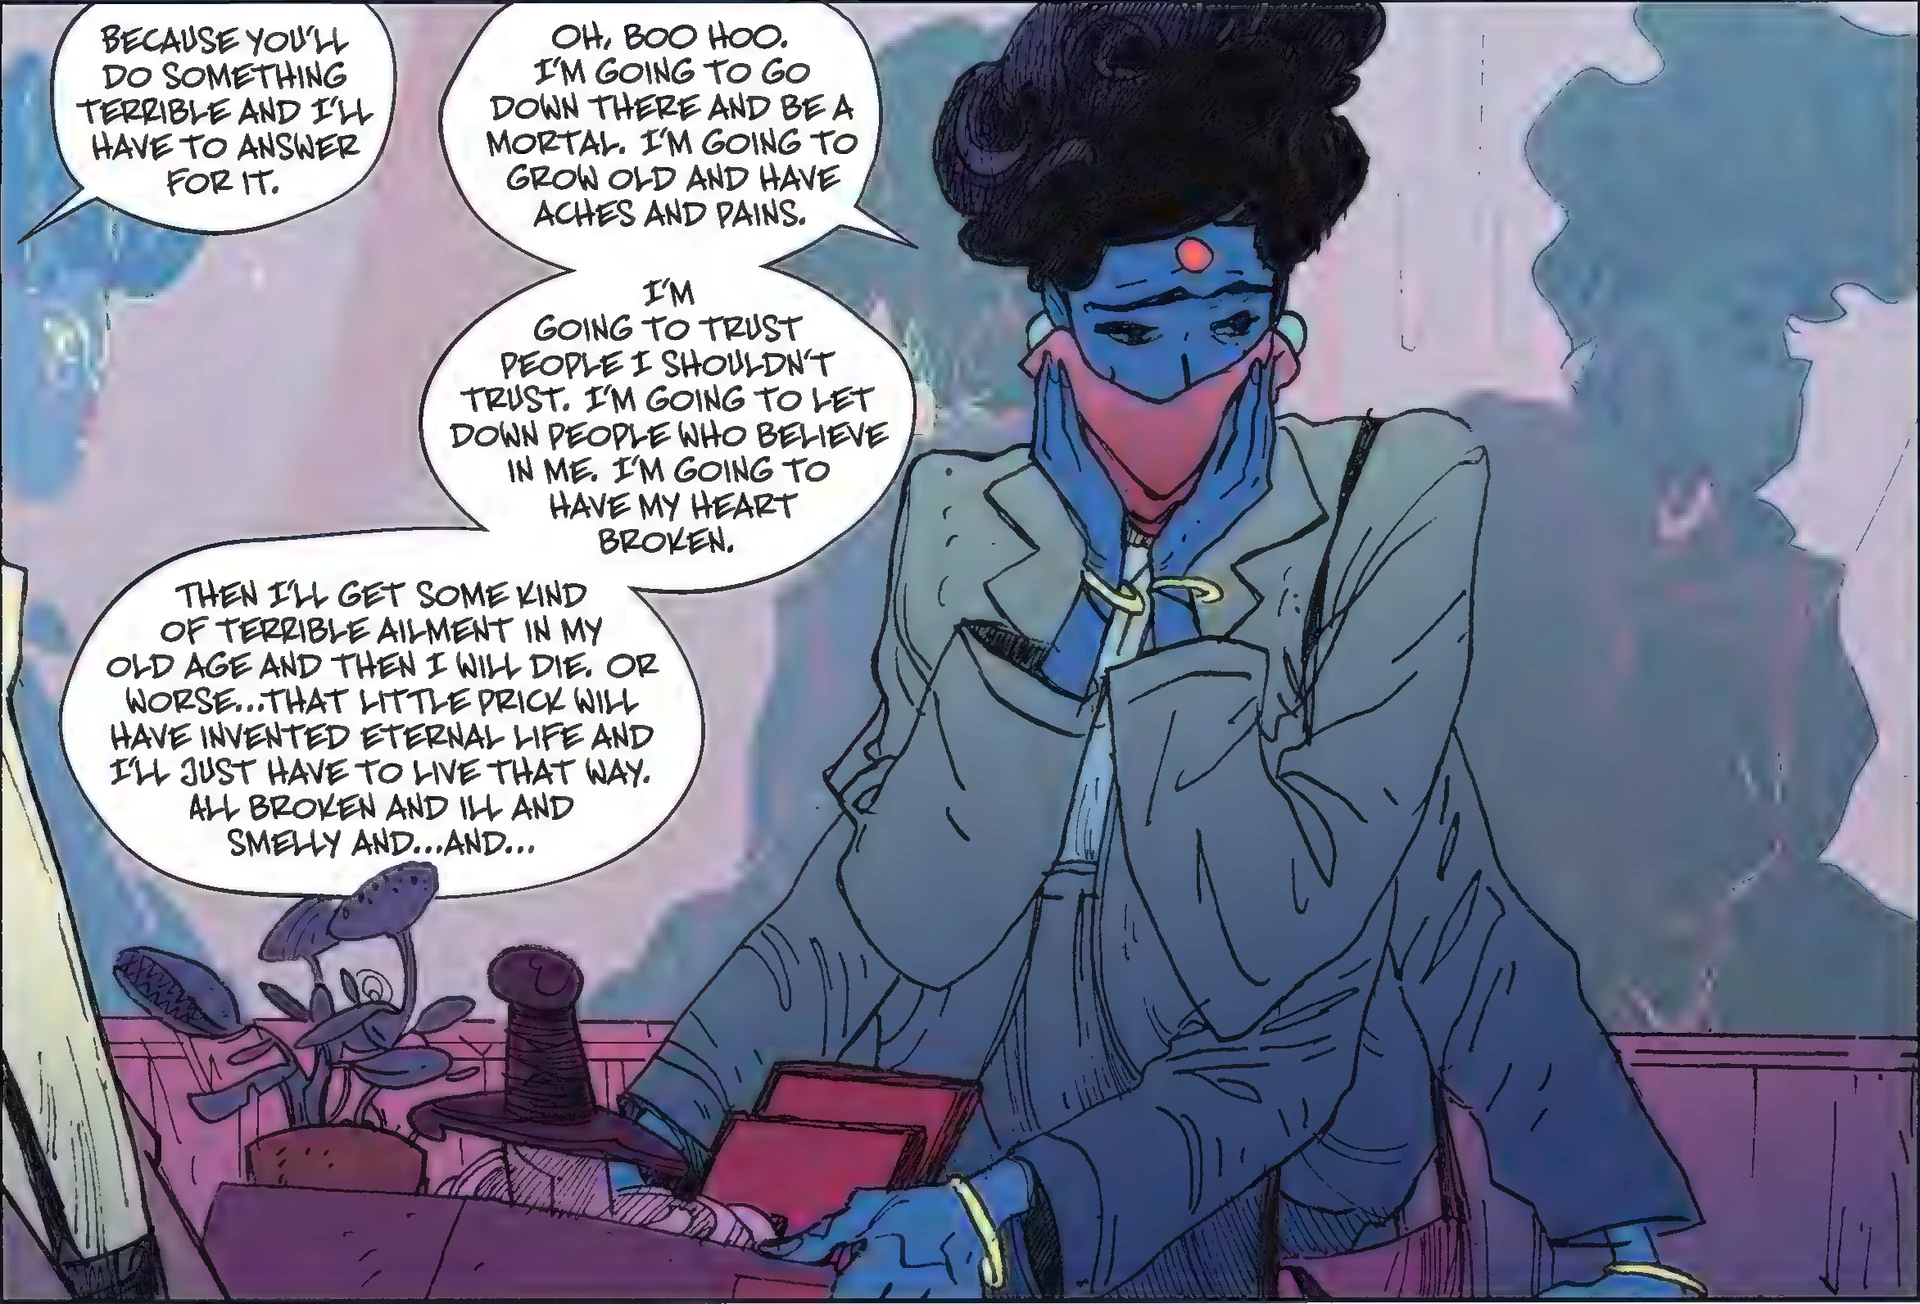 BECAUSE YOU'LL
DO SOMETHING
TERRIBLE AND I'LL
HAVE TO ANSWER
FOR IT.
OH, BOO HOO.
I'M GOING TO GO
DOWN THERE AND BE A
MORTAL. I'M GOING TO
GROW OLD AND HAVE
ACHES AND PAINS.
I'M
GOING TO TRUST
PEOPLE I SHOULDN'T
TRUST. I'M GOING TO LET
DOWN PEOPLE WHO BELIEVE
IN ME. I'M GOING TO
HAVE MY HEART
BROKEN.
THEN I'LL GET SOME KIND
OF TERRIBLE AILMENT IN MY
OLD AGE AND THEN I WILL DIE. OR
WORSE...THAT LITTLE PRICK WILL
HAVE INVENTED ETERNAL LIFE AND
I'LL JUST HAVE TO LIVE THAT WAY.
ALL BROKEN AND ILL AND
SMELLY AND...AND...